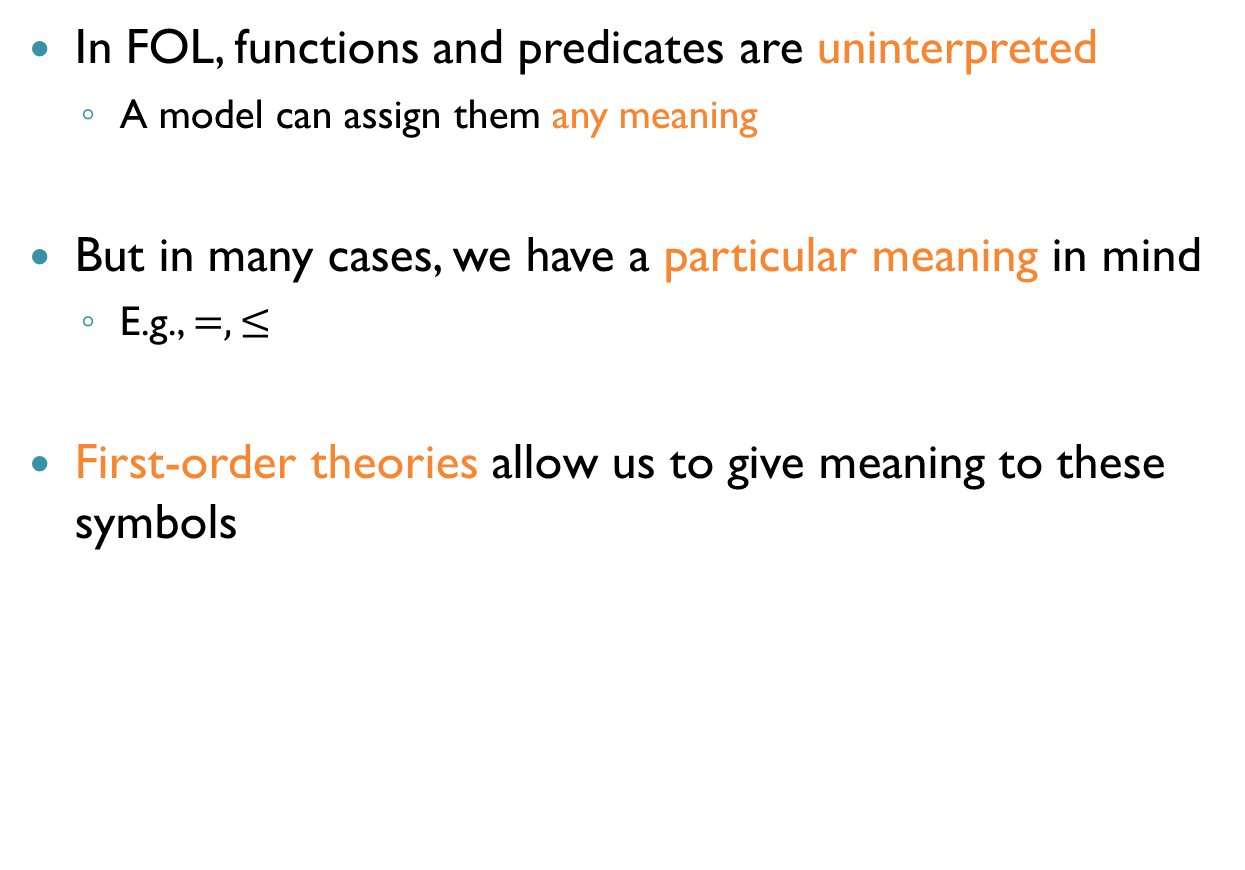 • In FOL, functions and predicates are uninterpreted
◦ A model can assign them any meaning
• But in many cases, we have a particular meaning in mind
◦ E.g., =, ≤
• First-order theories allow us to give meaning to these
symbols